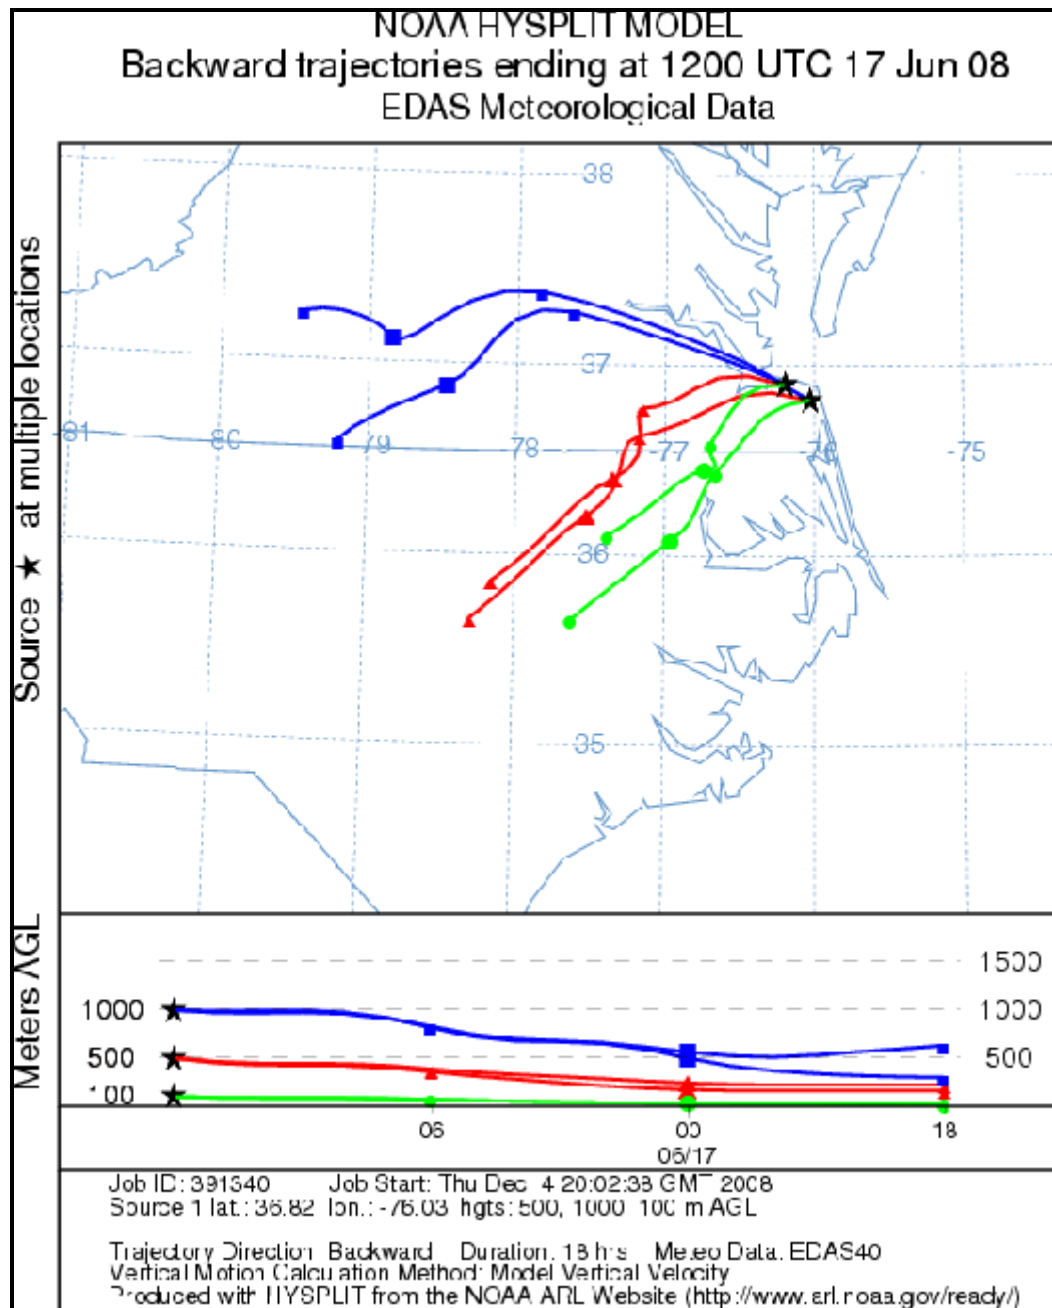 NOAA HYSPLIT MODEL
Backward trajectories ending at 1200 UTC 17 Jun 08
EDAS Meteorological Data
Source ★ at multiple locations
38
37
-81
80
79
-78
-77
-76
-75
36
35
Meters AGL
1500
1000
1000
500
500
100
06
00
18
06/17
Job ID: 391340 Job Start: Thu Dec 4 20:02:38 GMT 2008
Source 1 lat.: 36.82 lon.: -76.03 hgts: 500, 1000, 100 m AGL
Trajectory Direction: Backward Duration: 18 hrs Meteo Data: EDAS40
Vertical Motion Calculation Method: Model Vertical Velocity
Produced with HYSPLIT from the NOAA ARL Website (http://www.arl.noaa.gov/ready/)